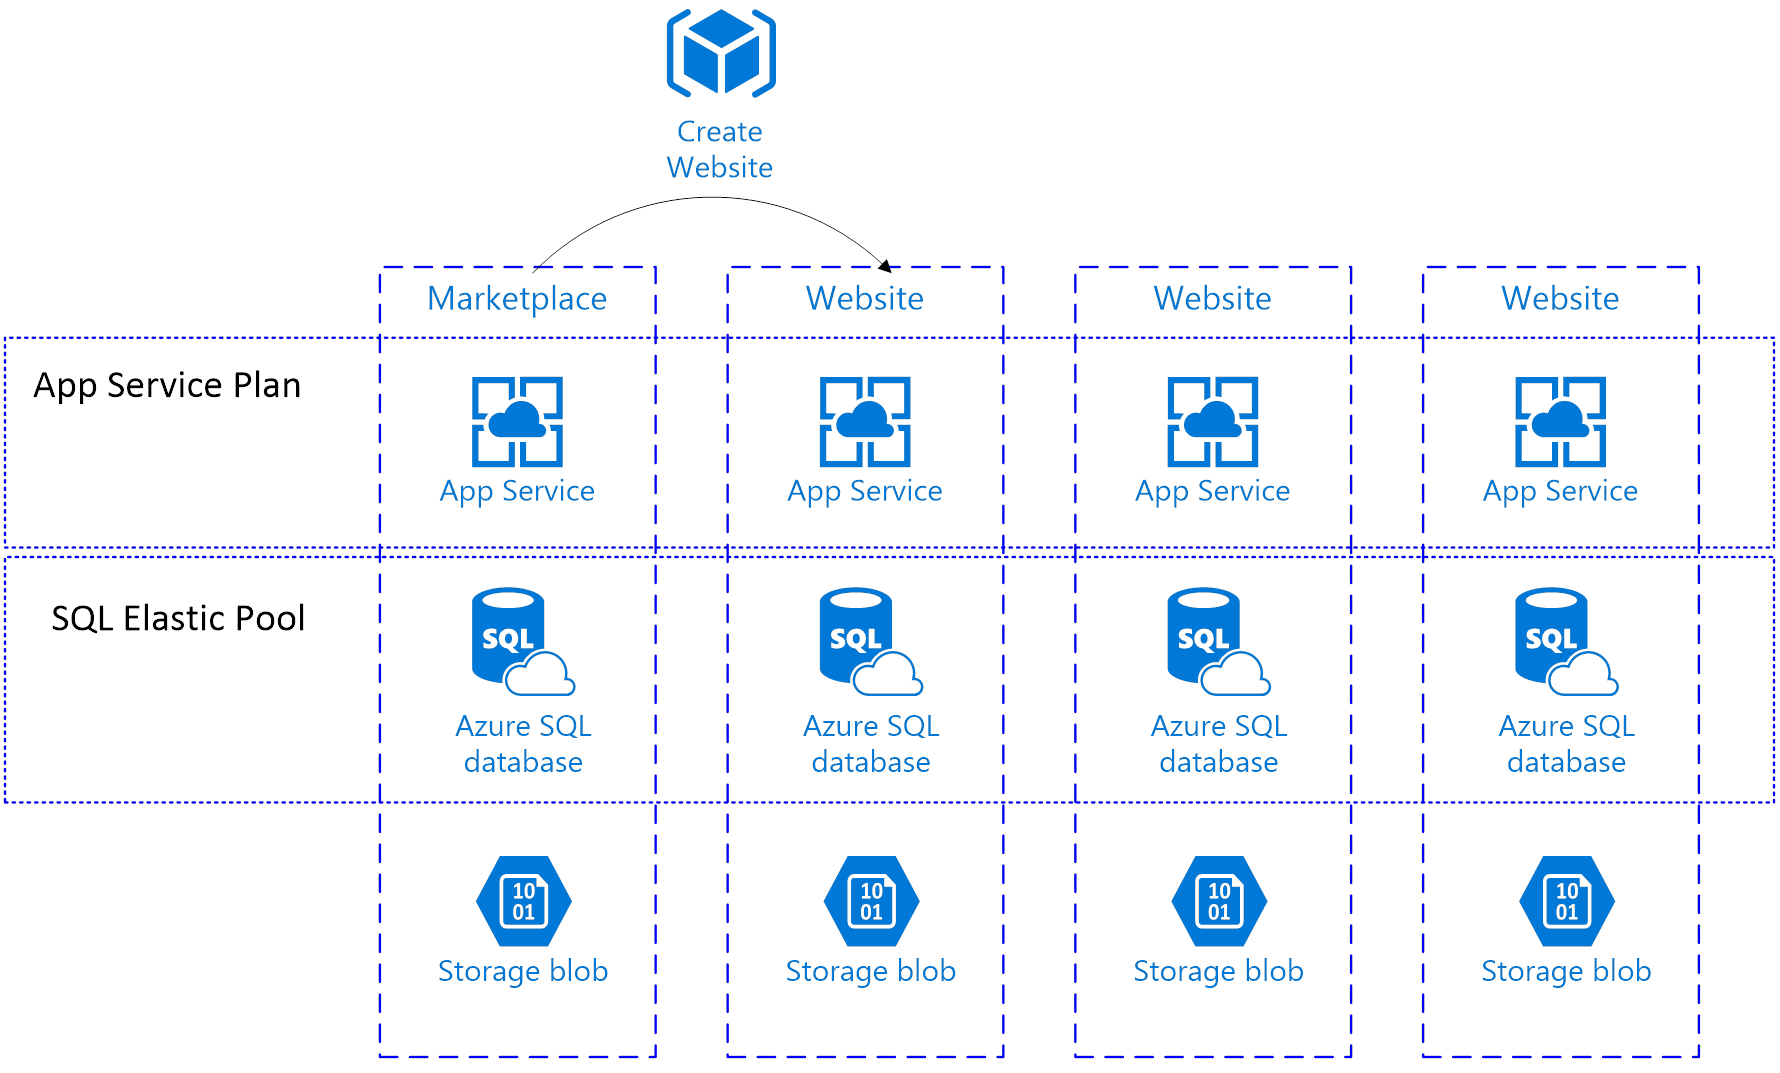 Create
Website
Marketplace
Website
Website
Website
App Service Plan
App Service
App Service
App Service
App Service
SQL Elastic Pool
SQL
SQL
SQL
SQL
Azure SQL
database
Azure SQL
database
Azure SQL
database
Azure SQL
database
10
01
10
01
10
01
10
01
Storage blob
Storage blob
Storage blob
Storage blob